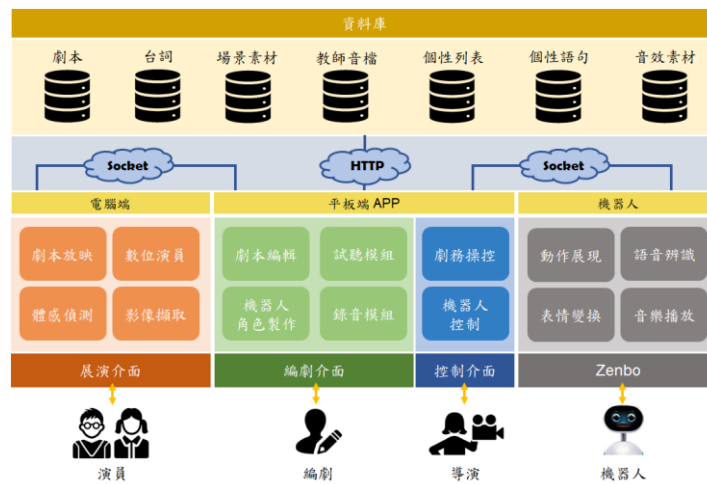 資料庫
劇本 台詞 場景素材 教師音檔 個性列表 個性語句 音效素材
Socket HTTP Socket
電腦端 平板端 APP 機器人
劇本放映 數位演員 劇本編輯 試聽模組 劇務操控 動作展現 語音辨識
體感偵測 影像擷取 機器人 錄音模組 機器人 表情變換 音樂播放
角色製作 控制
展演介面 編劇介面 控制介面 Zenbo
演員 編劇 導演 機器人